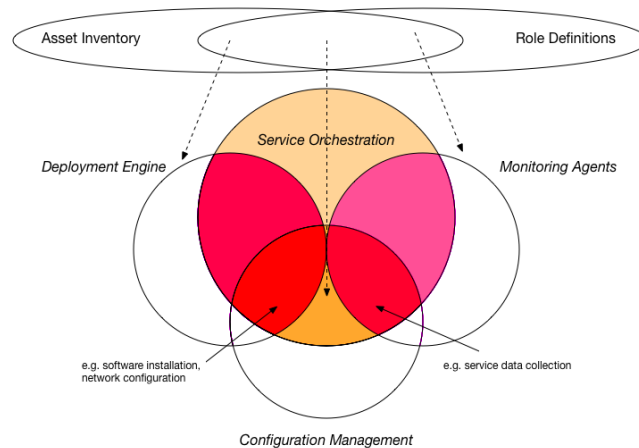 Asset Inventory
Role Definitions
Service Orchestration
Deployment Engine
Monitoring Agents
e.g. software installation,
network configuration
e.g. service data collection
Configuration Management